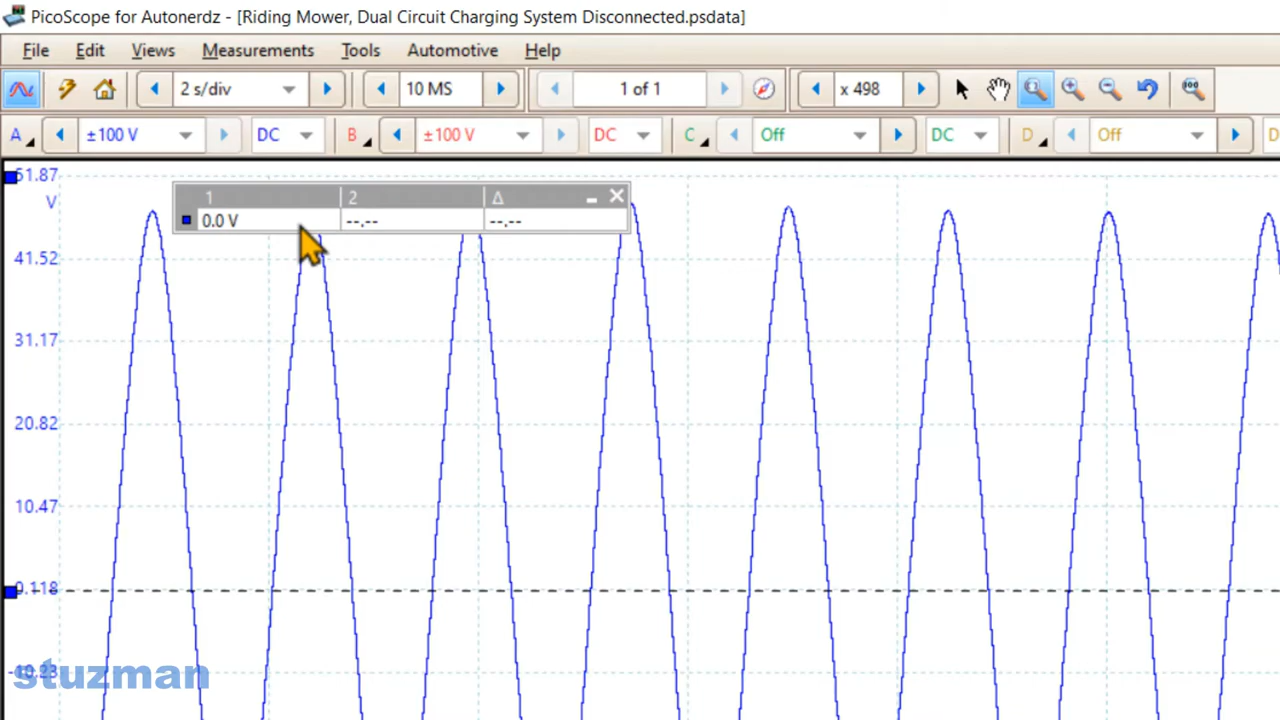 PicoScope for Autonerdz - [Riding Mower, Dual Circuit Charging System Disconnected.psdata]
File Edit Views Measurements Tools Automotive Help
2 s/div 10 MS 1 of 1 x 498
A ±100 V DC B ±100 V DC C Off DC D Off
51.87
V
1 2 Δ
0.0 V --.-- --.--
41.52
31.17
20.82
10.47
0.118
-10.23
stuzman